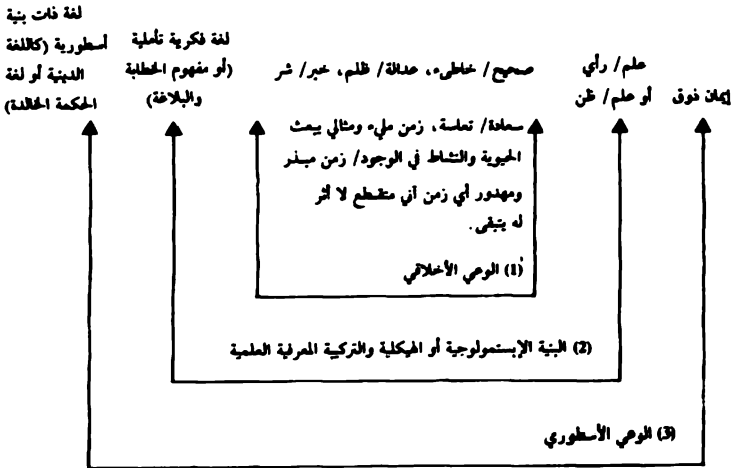 إيمان فوق
علم/ رأي
أو علم/ ظن
صحيح/ خاطىء، عدالة/ ظلم، خير/ شر
سعادة/ تعاسة، زمن مليء ومثالي يبعث
الحيوية والنشاط في الوجود/ زمن مبذر
ومهدور أي زمن آني متقطع لا أثر
له يتبقى.
لغة فكرية تأملية
(أو مفهوم الخطابة
والبلاغة)
لغة ذات بنية
أسطورية (كاللغة
الدينية أو لغة
الحكمة الخالدة)
(1) الوعي الأخلاقي
(2) البنية الإبستمولوجية أو الهيكلية والتركيبة المعرفية العلمية
(3) الوعي الأسطوري